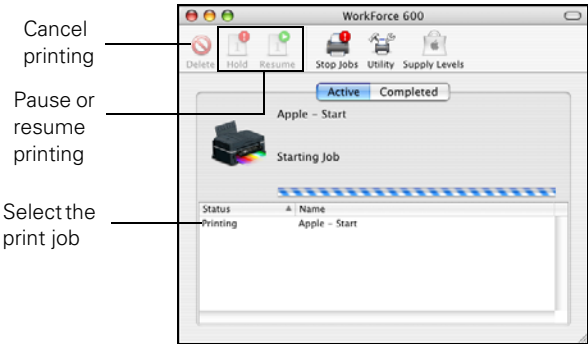 Cancel
printing
Pause or
resume
printing
Select the
print job
WorkForce 600
Delete Hold Resume Stop Jobs Utility Supply Levels
Active Completed
Apple – Start
Starting Job
Status Name
Printing Apple – Start